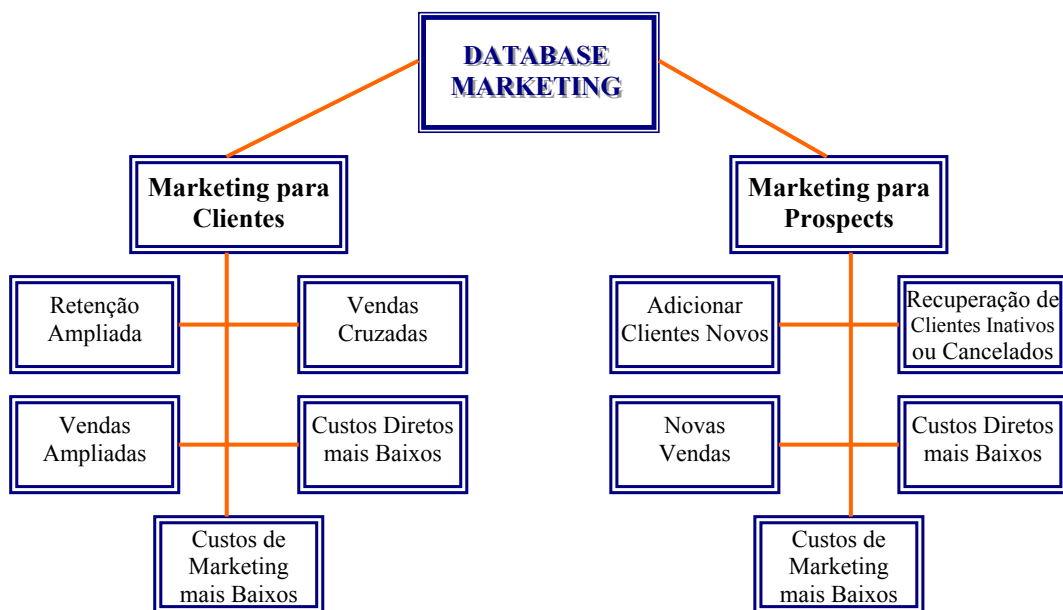 DATABASE
MARKETING
Marketing para
Clientes
Marketing para
Prospects
Retenção
Ampliada
Vendas
Cruzadas
Adicionar
Clientes Novos
Recuperação de
Clientes Inativos
ou Cancelados
Vendas
Ampliadas
Custos Diretos
mais Baixos
Novas
Vendas
Custos Diretos
mais Baixos
Custos de
Marketing
mais Baixos
Custos de
Marketing
mais Baixos